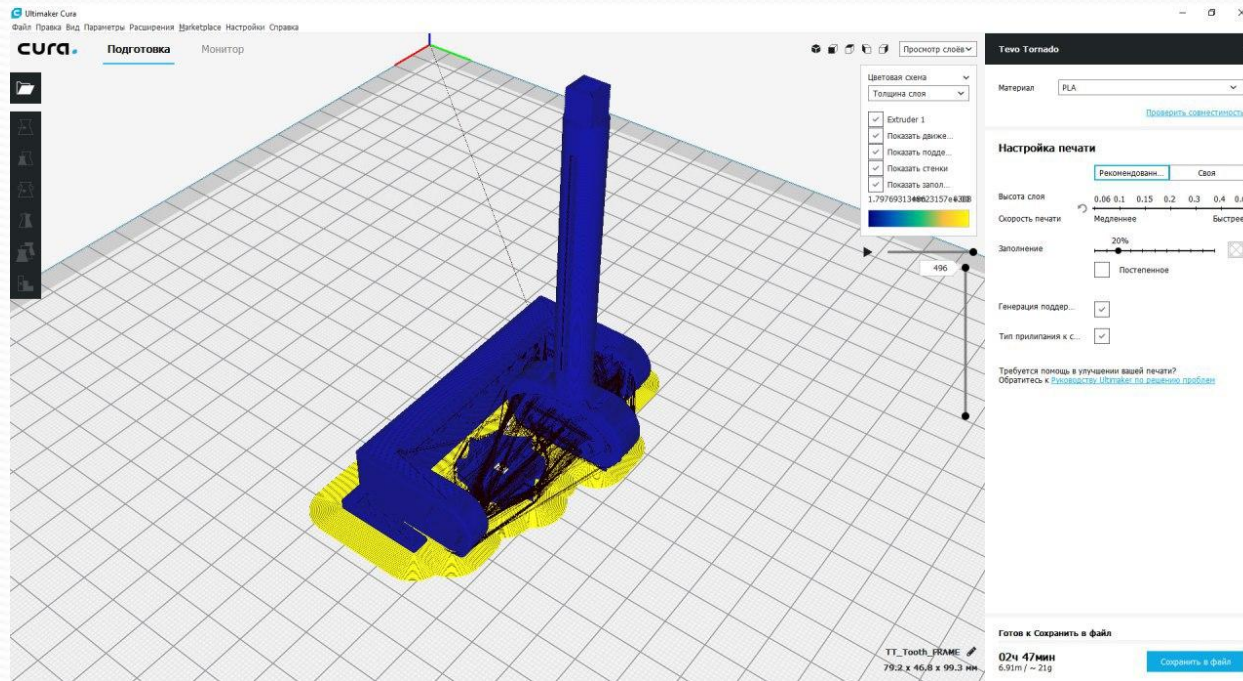 Ultimaker Cura
Файл Правка Вид Параметры Расширения Marketplace Настройки Справка
cura.
Подготовка
Монитор
Просмотр слоёв
Tevo Tornado
Цветовая схема
Толщина слоя
Extruder 1
Показать движе...
Показать подде...
Показать стенки
Показать запол...
496
Материал
PLA
Проверить совместимость
Настройка печати
Рекомендованн...
Своя
Высота слоя
0.06 0.1 0.15 0.2 0.3 0.4
Скорость печати
Медленнее
Быстрее
Заполнение
20%
Постепенное
Генерация поддер...
Тип прилипания к с...
Требуется помощь в улучшении вашей печати?
Обратитесь к Руководству Ultimaker по решению проблем
TT_Tooth_FRAME
79.2 x 46.8 x 99.3 мм
Готов к Сохранить в файл
02ч 47мин
6.91m / ~ 21g
Сохранить в файл